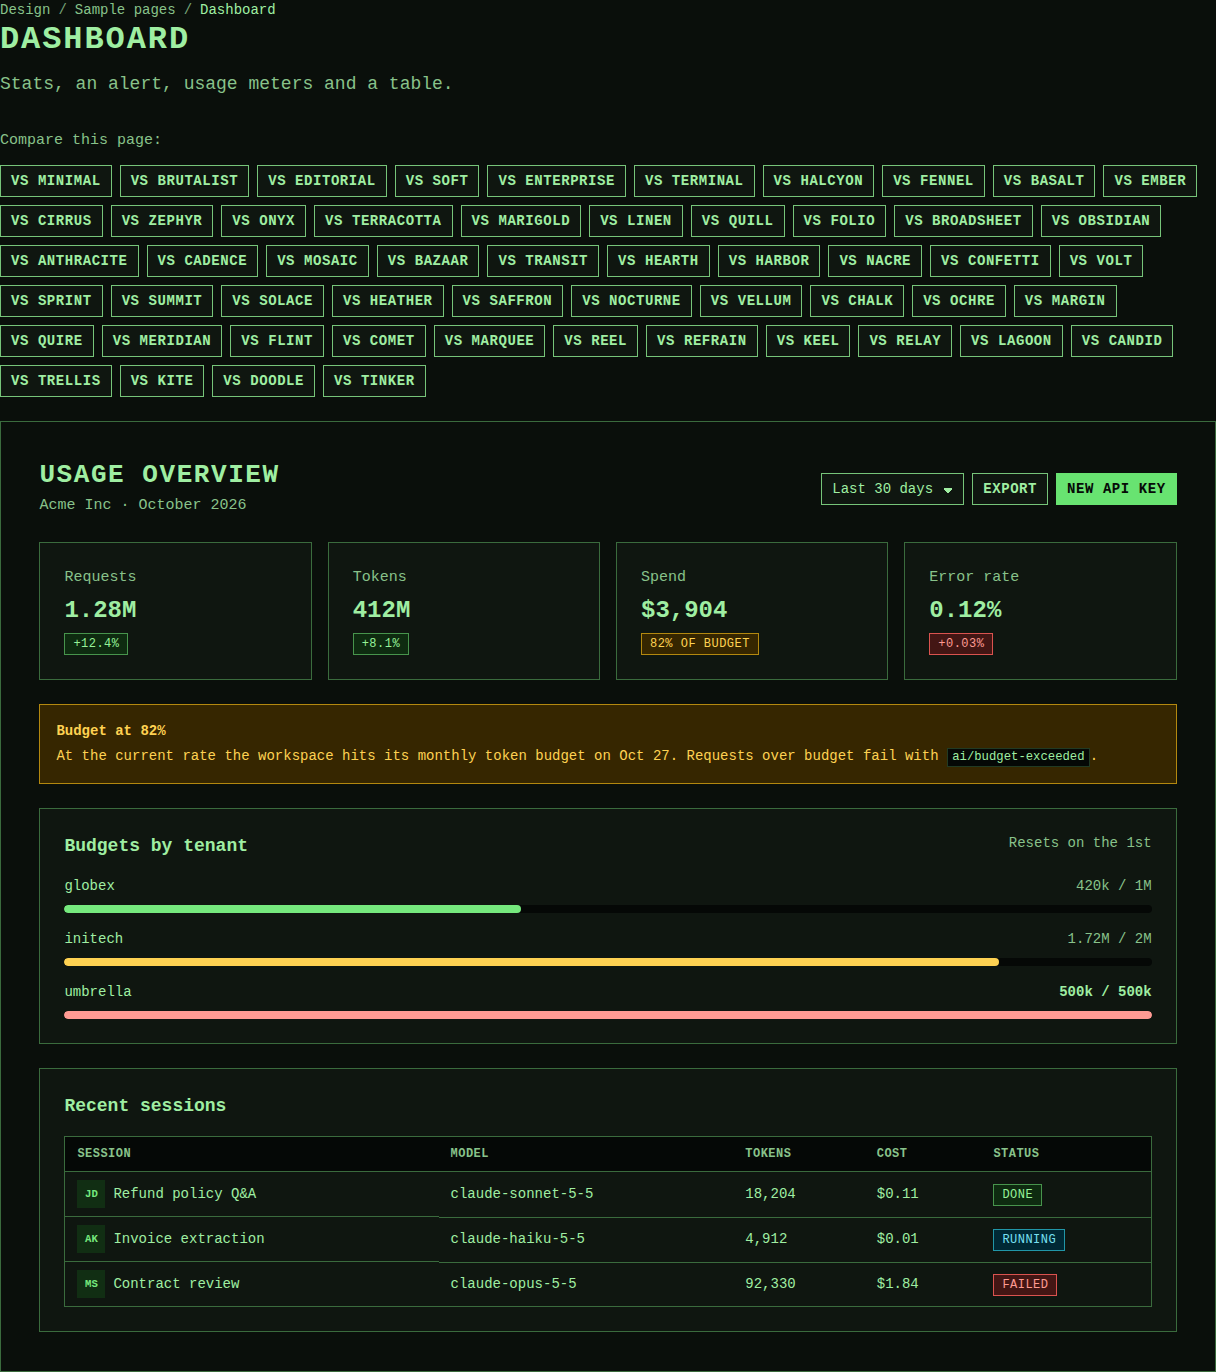 Design / Sample pages / Dashboard
DASHBOARD
Stats, an alert, usage meters and a table.
Compare this page:
VS MINIMAL VS BRUTALIST VS EDITORIAL VS SOFT VS ENTERPRISE VS TERMINAL VS HALCYON VS FENNEL VS BASALT VS EMBER
VS CIRRUS VS ZEPHYR VS ONYX VS TERRACOTTA VS MARIGOLD VS LINEN VS QUILL VS FOLIO VS BROADSHEET VS OBSIDIAN
VS ANTHRACITE VS CADENCE VS MOSAIC VS BAZAAR VS TRANSIT VS HEARTH VS HARBOR VS NACRE VS CONFETTI VS VOLT
VS SPRINT VS SUMMIT VS SOLACE VS HEATHER VS SAFFRON VS NOCTURNE VS VELLUM VS CHALK VS OCHRE VS MARGIN
VS QUIRE VS MERIDIAN VS FLINT VS COMET VS MARQUEE VS REEL VS REFRAIN VS KEEL VS RELAY VS LAGOON VS CANDID
VS TRELLIS VS KITE VS DOODLE VS TINKER
USAGE OVERVIEW
Acme Inc · October 2026
Last 30 days EXPORT NEW API KEY
Requests
1.28M
+12.4%
Tokens
412M
+8.1%
Spend
$3,904
82% OF BUDGET
Error rate
0.12%
+0.03%
Budget at 82%
At the current rate the workspace hits its monthly token budget on Oct 27. Requests over budget fail with ai/budget-exceeded.
Budgets by tenant Resets on the 1st
globex 420k / 1M
initech 1.72M / 2M
umbrella 500k / 500k
Recent sessions
SESSION MODEL TOKENS COST STATUS
JD Refund policy Q&A claude-sonnet-5-5 18,204 $0.11 DONE
AK Invoice extraction claude-haiku-5-5 4,912 $0.01 RUNNING
MS Contract review claude-opus-5-5 92,330 $1.84 FAILED